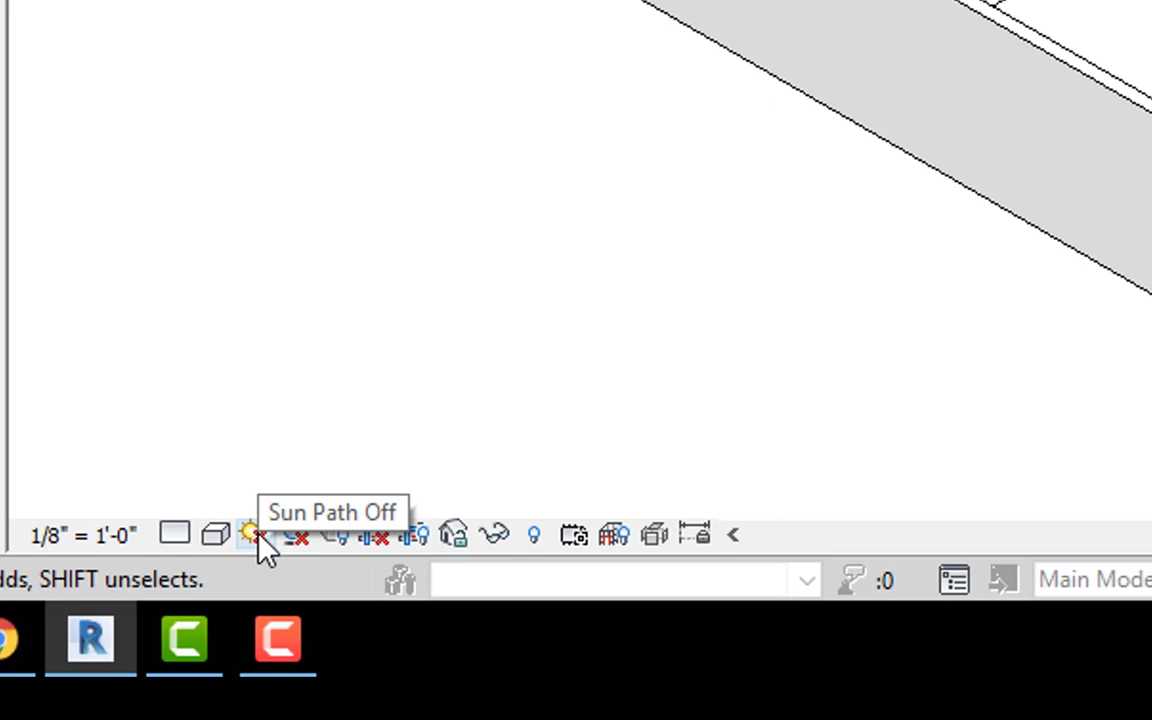 Sun Path Off
1/8" = 1'-0"
dds, SHIFT unselects.
:0
Main Mode